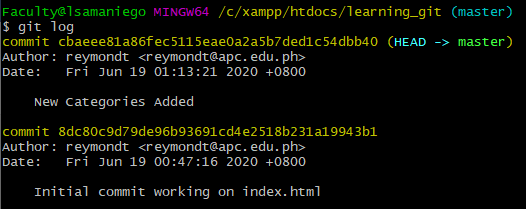 Faculty@lsamaniego MINGW64 /c/xampp/htdocs/learning_git (master)
$ git log
commit cbaeee81a86fec5115eae0a2a5b7ded1c54dbb40 (HEAD -> master)
Author: reymondt <reymondt@apc.edu.ph>
Date:   Fri Jun 19 01:13:21 2020 +0800
    New Categories Added
commit 8dc80c9d79de96b93691cd4e2518b231a19943b1
Author: reymondt <reymondt@apc.edu.ph>
Date:   Fri Jun 19 00:47:16 2020 +0800
    Initial commit working on index.html